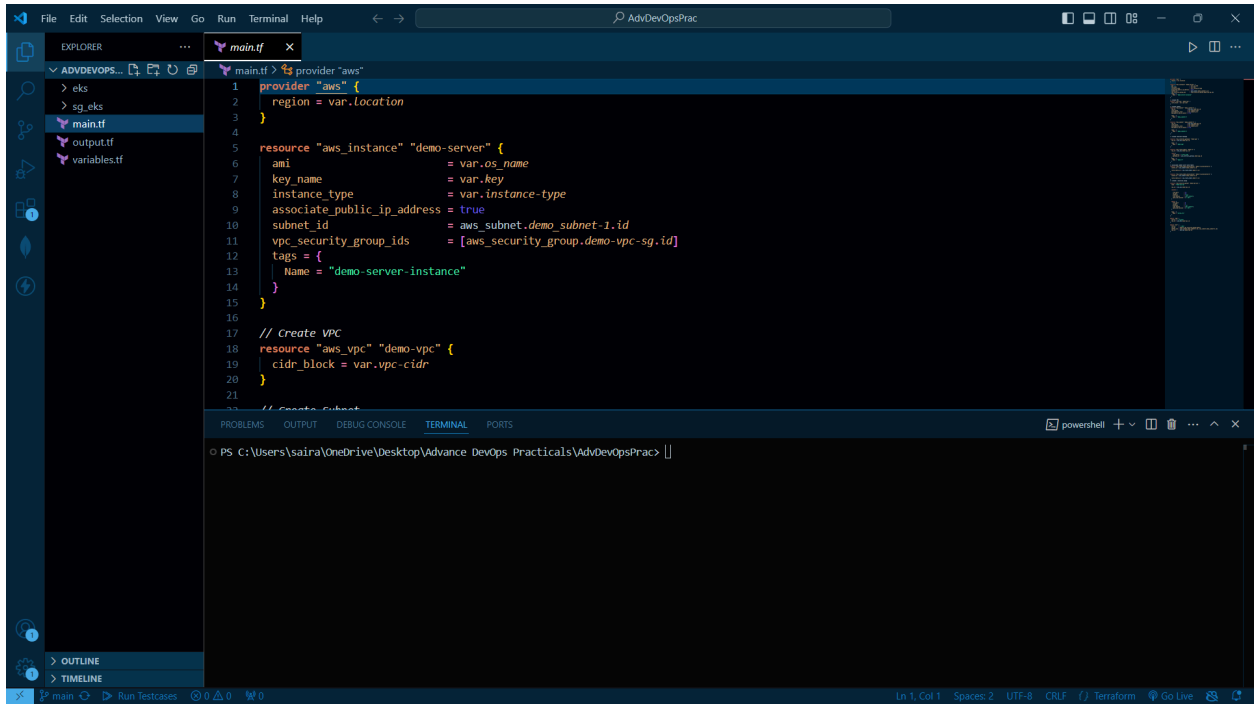 File Edit Selection View Go Run Terminal Help
AdvDevOpsPrac
EXPLORER
ADVDEVOPS...
eks
sg_eks
main.tf
output.tf
variables.tf
OUTLINE
TIMELINE
main.tf
main.tf > provider "aws"
1 provider "aws" {
2 region = var.location
3 }
4
5 resource "aws_instance" "demo-server" {
6 ami = var.os_name
7 key_name = var.key
8 instance_type = var.instance-type
9 associate_public_ip_address = true
10 subnet_id = aws_subnet.demo_subnet-1.id
11 vpc_security_group_ids = [aws_security_group.demo-vpc-sg.id]
12 tags = {
13 Name = "demo-server-instance"
14 }
15 }
16
17 // Create VPC
18 resource "aws_vpc" "demo-vpc" {
19 cidr_block = var.vpc-cidr
20 }
21
22 // Create Subnet
PROBLEMS OUTPUT DEBUG CONSOLE TERMINAL PORTS
powershell
PS C:\Users\saira\OneDrive\Desktop\Advance DevOps Practicals\AdvDevOpsPrac>
1
1
1
main Run Testcases 0 0 0
Ln 1, Col 1 Spaces: 2 UTF-8 CRLF {} Terraform Go Live